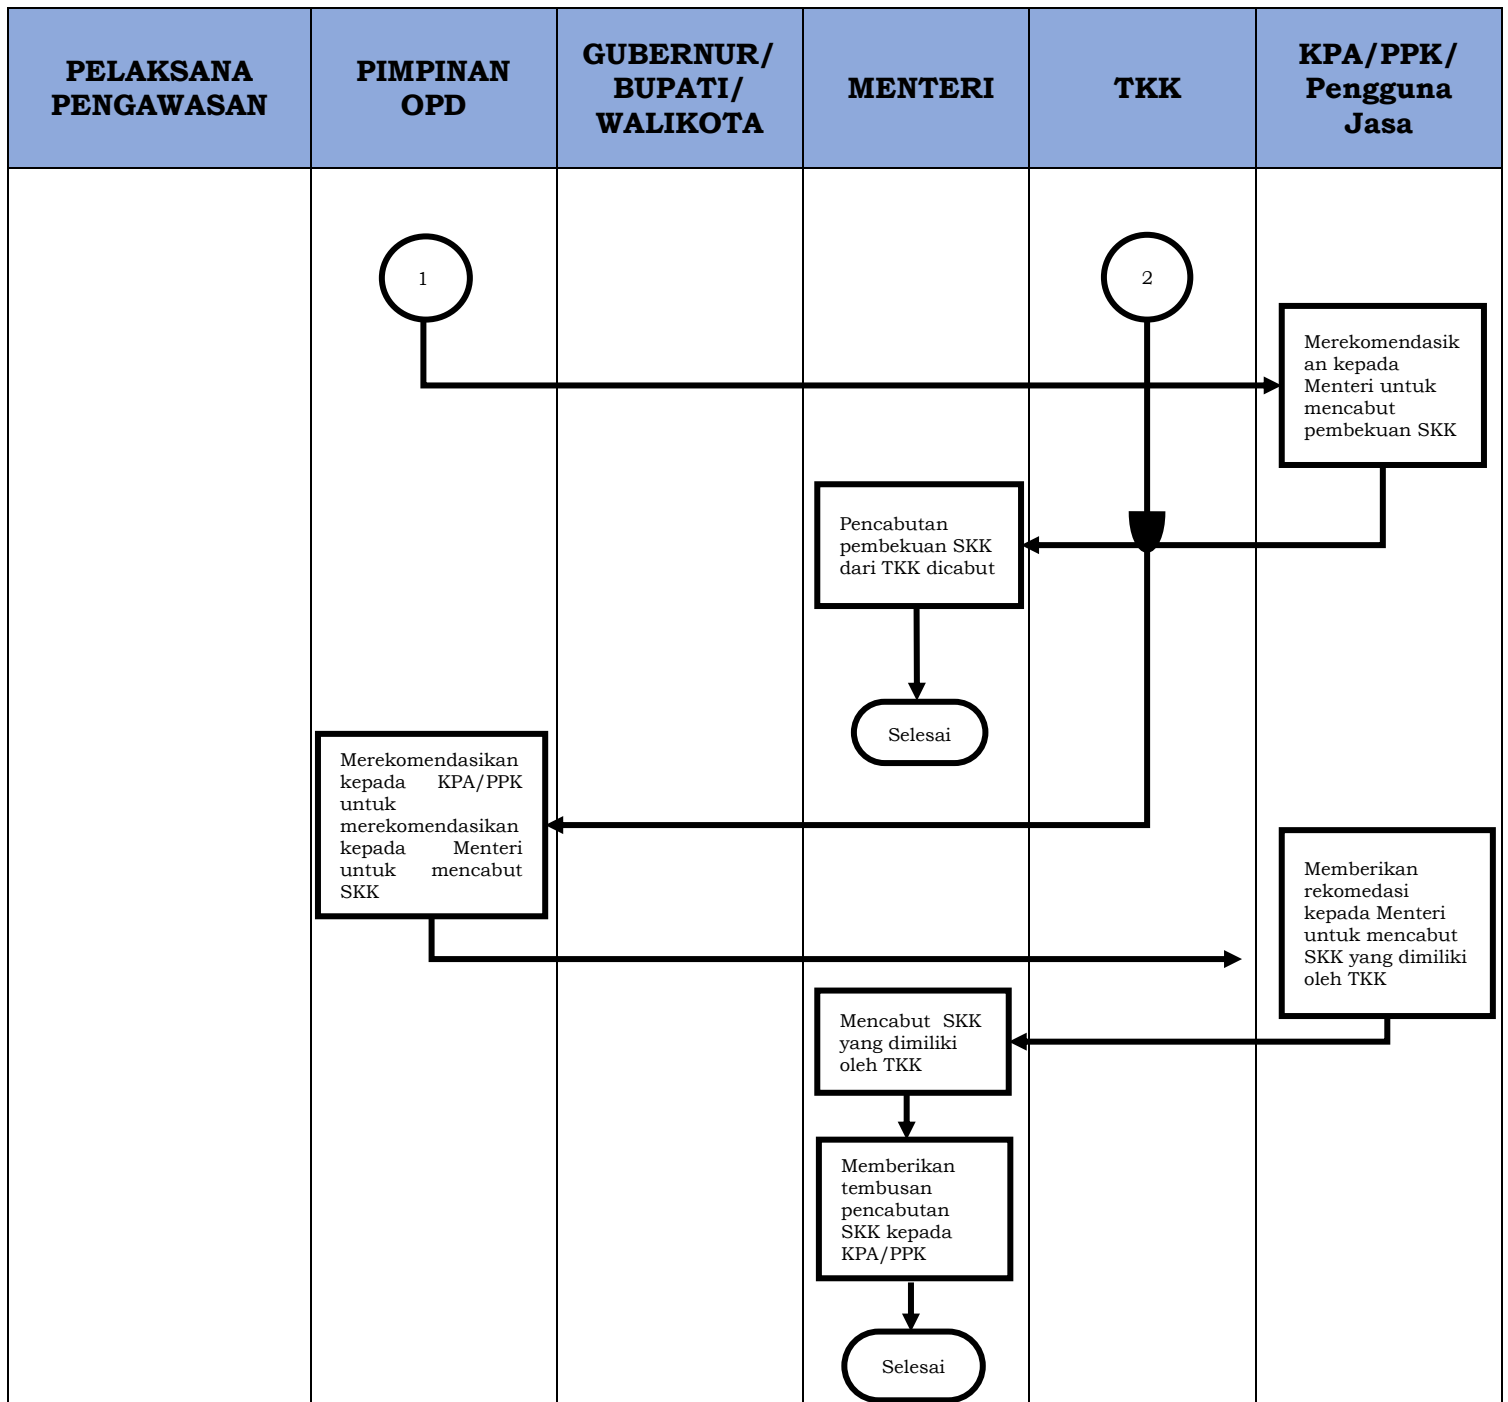 PELAKSANA
PENGAWASAN
PIMPINAN
OPD
GUBERNUR/
BUPATI/
WALIKOTA
MENTERI
TKK
KPA/PPK/
Pengguna
Jasa
1
2
Merekomendasik
an kepada
Menteri untuk
mencabut
pembekuan SKK
Pencabutan
pembekuan SKK
dari TKK dicabut
Selesai
Merekomendasikan
kepada KPA/PPK
untuk
merekomendasikan
kepada Menteri
untuk mencabut
SKK
Memberikan
rekomedasi
kepada Menteri
untuk mencabut
SKK yang dimiliki
oleh TKK
Mencabut SKK
yang dimiliki
oleh TKK
Memberikan
tembusan
pencabutan
SKK kepada
KPA/PPK
Selesai